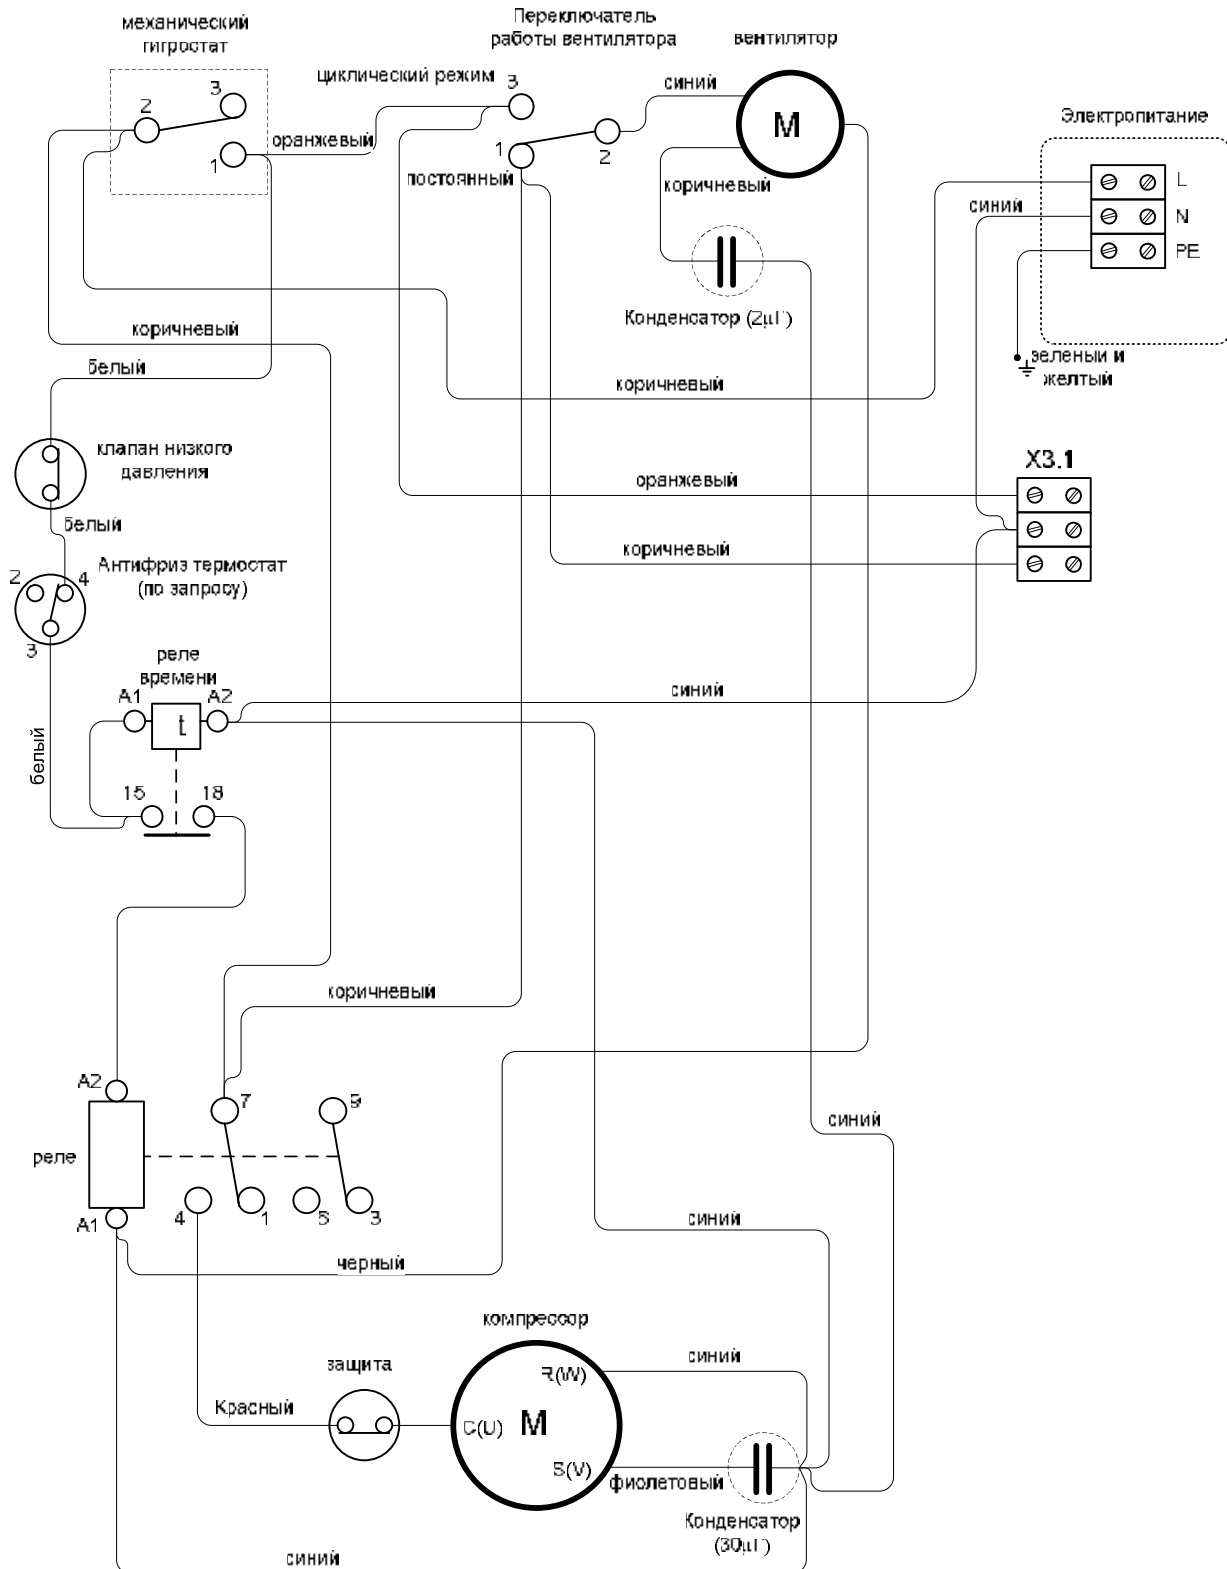 механический
гигростат
Переключатель
работы вентилятора
вентилятор
циклический режим
3
синий
Электропитание
2
3
оранжевый
1
1
2
M
постоянный
коричневый
L
синий
N
PE
Конденсатор (2μF)
коричневый
белый
зеленый и
желтый
коричневый
клапан низкого
давления
X3.1
оранжевый
белый
коричневый
Антифриз термостат
(по запросу)
2
4
3
реле
времени
A1
A2
t
синий
белый
15
18
коричневый
A2
7
9
синий
реле
4
1
6
3
A1
синий
черный
компрессор
защита
R(W)
синий
Красный
C(U)
M
S(V)
фиолетовый
Конденсатор
(30μF)
синий